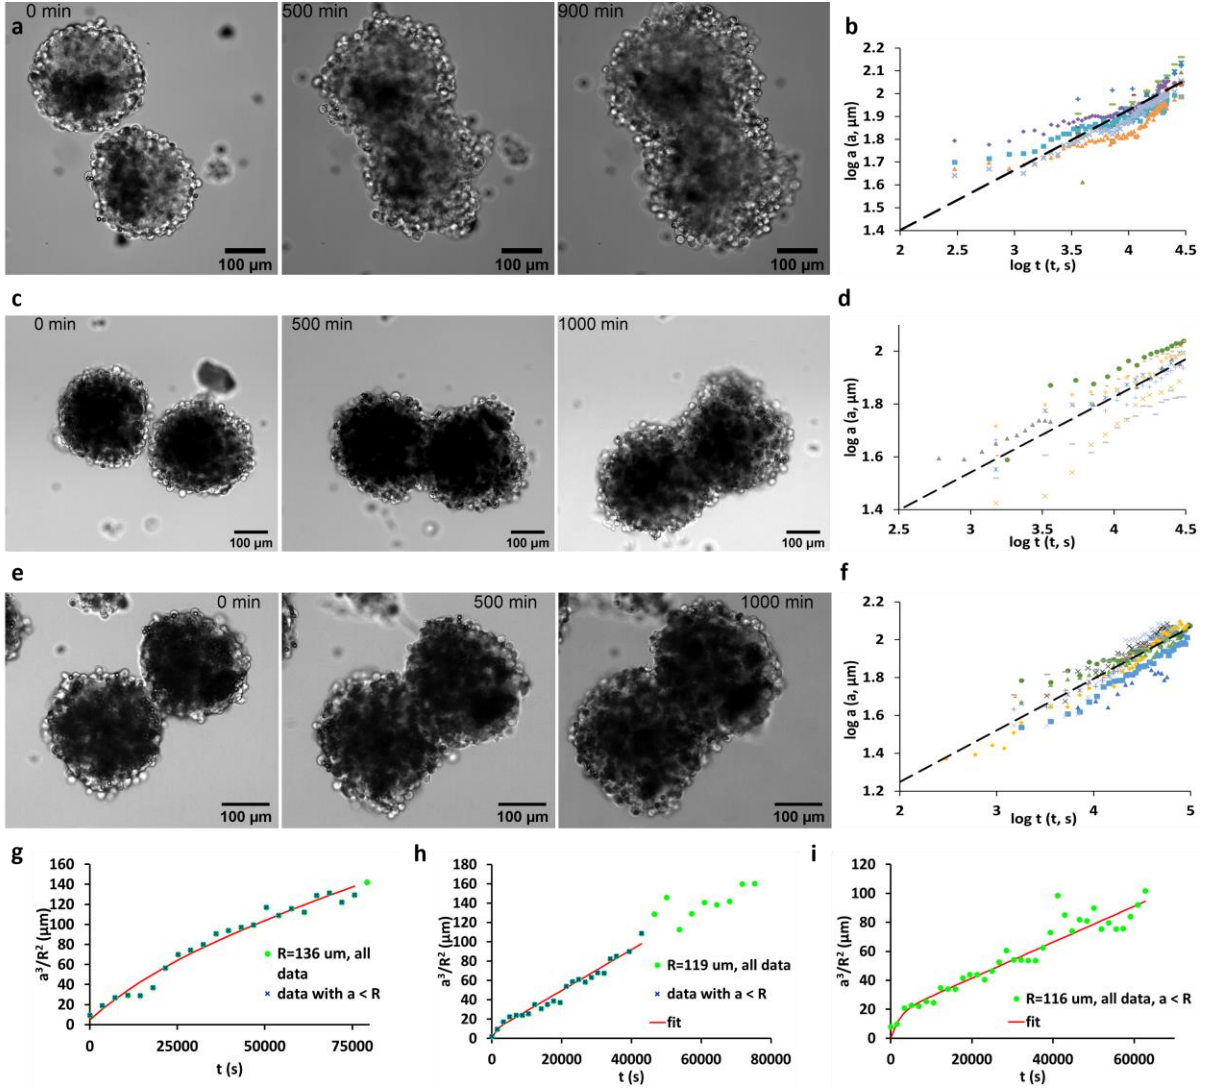 a
0 min
500 min
900 min
100 µm
100 µm
100 µm
b
2.2
2.1
2
1.9
1.8
1.7
1.6
1.5
1.4
log a (a, µm)
2
2.5
3
3.5
4
4.5
log t (t, s)
c
0 min
500 min
1000 min
100 µm
100 µm
100 µm
d
2
1.8
1.6
1.4
log a (a, µm)
2.5
3
3.5
4
4.5
log t (t, s)
e
0 min
500 min
1000 min
100 µm
100 µm
100 µm
f
2.2
2
1.8
1.6
1.4
1.2
log a (a, µm)
2
3
4
5
log t (t, s)
g
160
140
120
100
80
60
40
20
0
a³/R² (µm)
R=136 um, all
data
data with a < R
0
25000
50000
75000
t (s)
h
180
160
140
120
100
80
60
40
20
0
a³/R² (µm)
R=119 um, all data
data with a < R
fit
0
20000
40000
60000
80000
t (s)
i
120
100
80
60
40
20
0
a³/R² (µm)
R=116 um, all data, a < R
fit
0
20000
40000
60000
t (s)